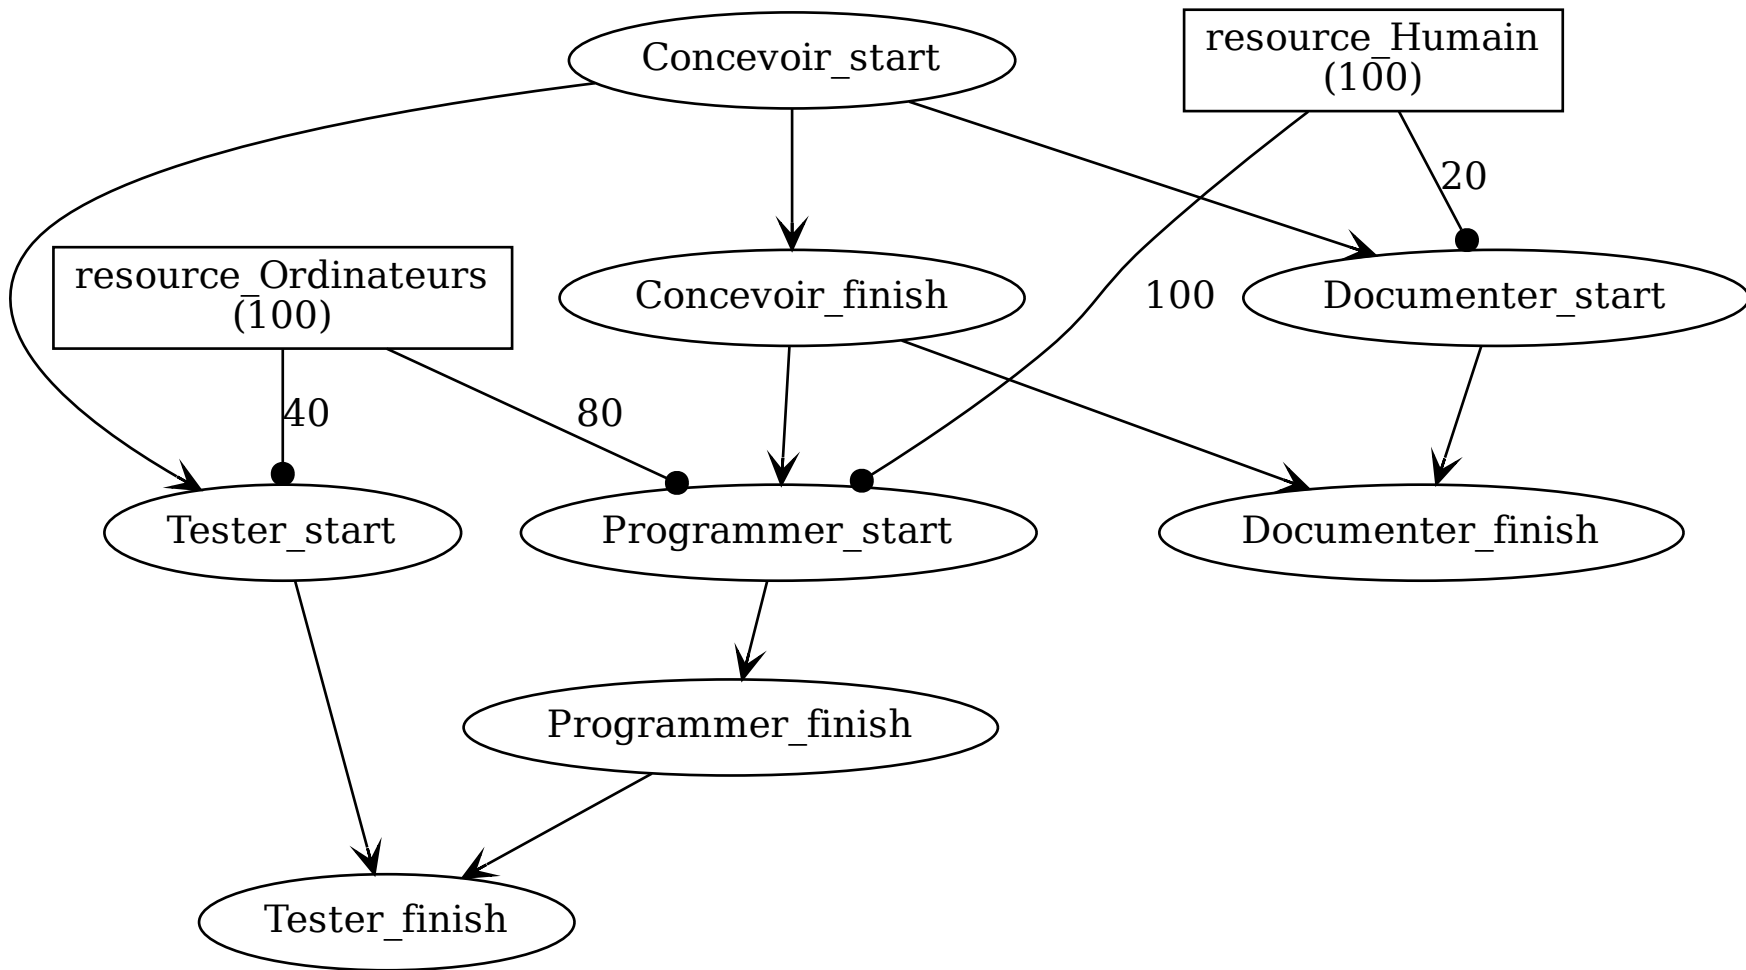 Concevoir_start
resource_Humain
(100)
20
resource_Ordinateurs
(100)
Concevoir_finish
100
Documenter_start
40
80
Tester_start
Programmer_start
Documenter_finish
Programmer_finish
Tester_finish